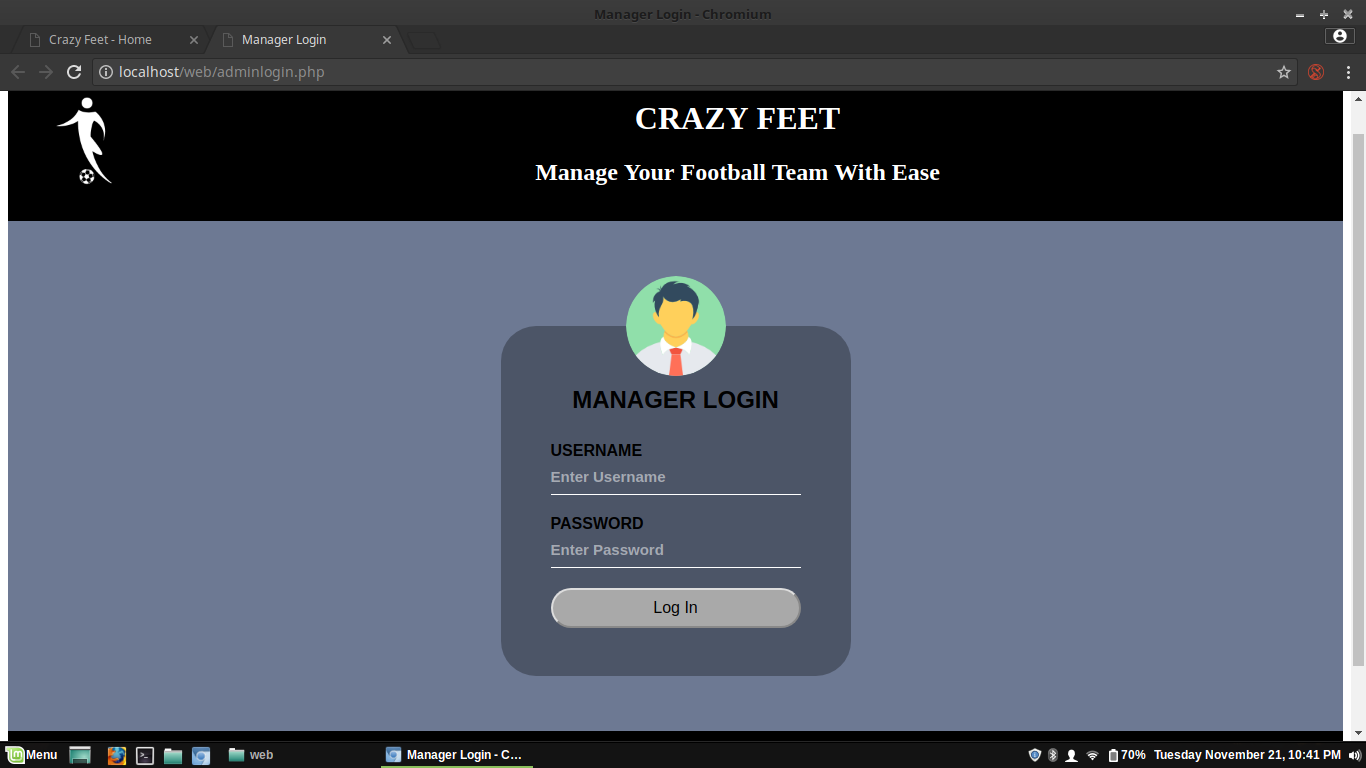 Manager Login - Chromium
Crazy Feet - Home
Manager Login
localhost/web/adminlogin.php
CRAZY FEET
Manage Your Football Team With Ease
MANAGER LOGIN
USERNAME
Enter Username
PASSWORD
Enter Password
Log In
Menu
web
Manager Login - C...
70%
Tuesday November 21, 10:41 PM